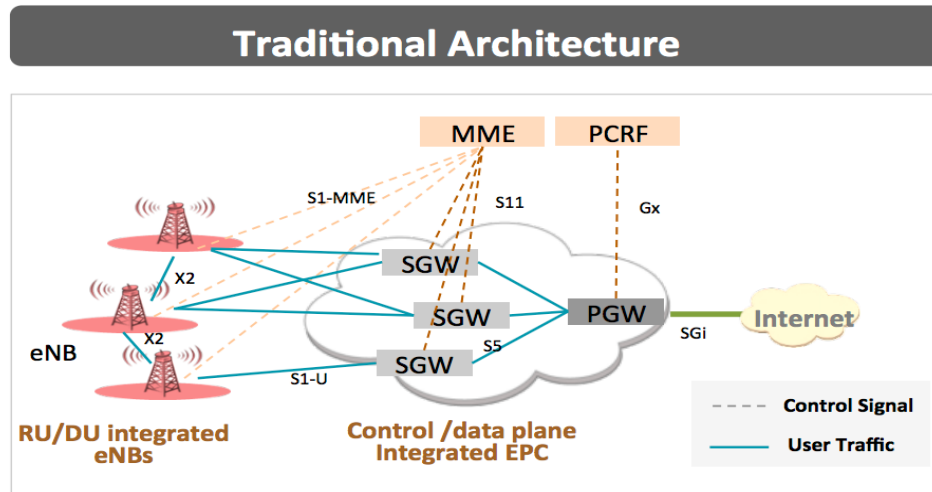 Traditional Architecture
MME
PCRF
S1-MME
S11
Gx
X2
SGW
SGW
PGW
Internet
SGi
X2
eNB
S5
SGW
S1-U
RU/DU integrated
eNBs
Control /data plane
Integrated EPC
Control Signal
User Traffic